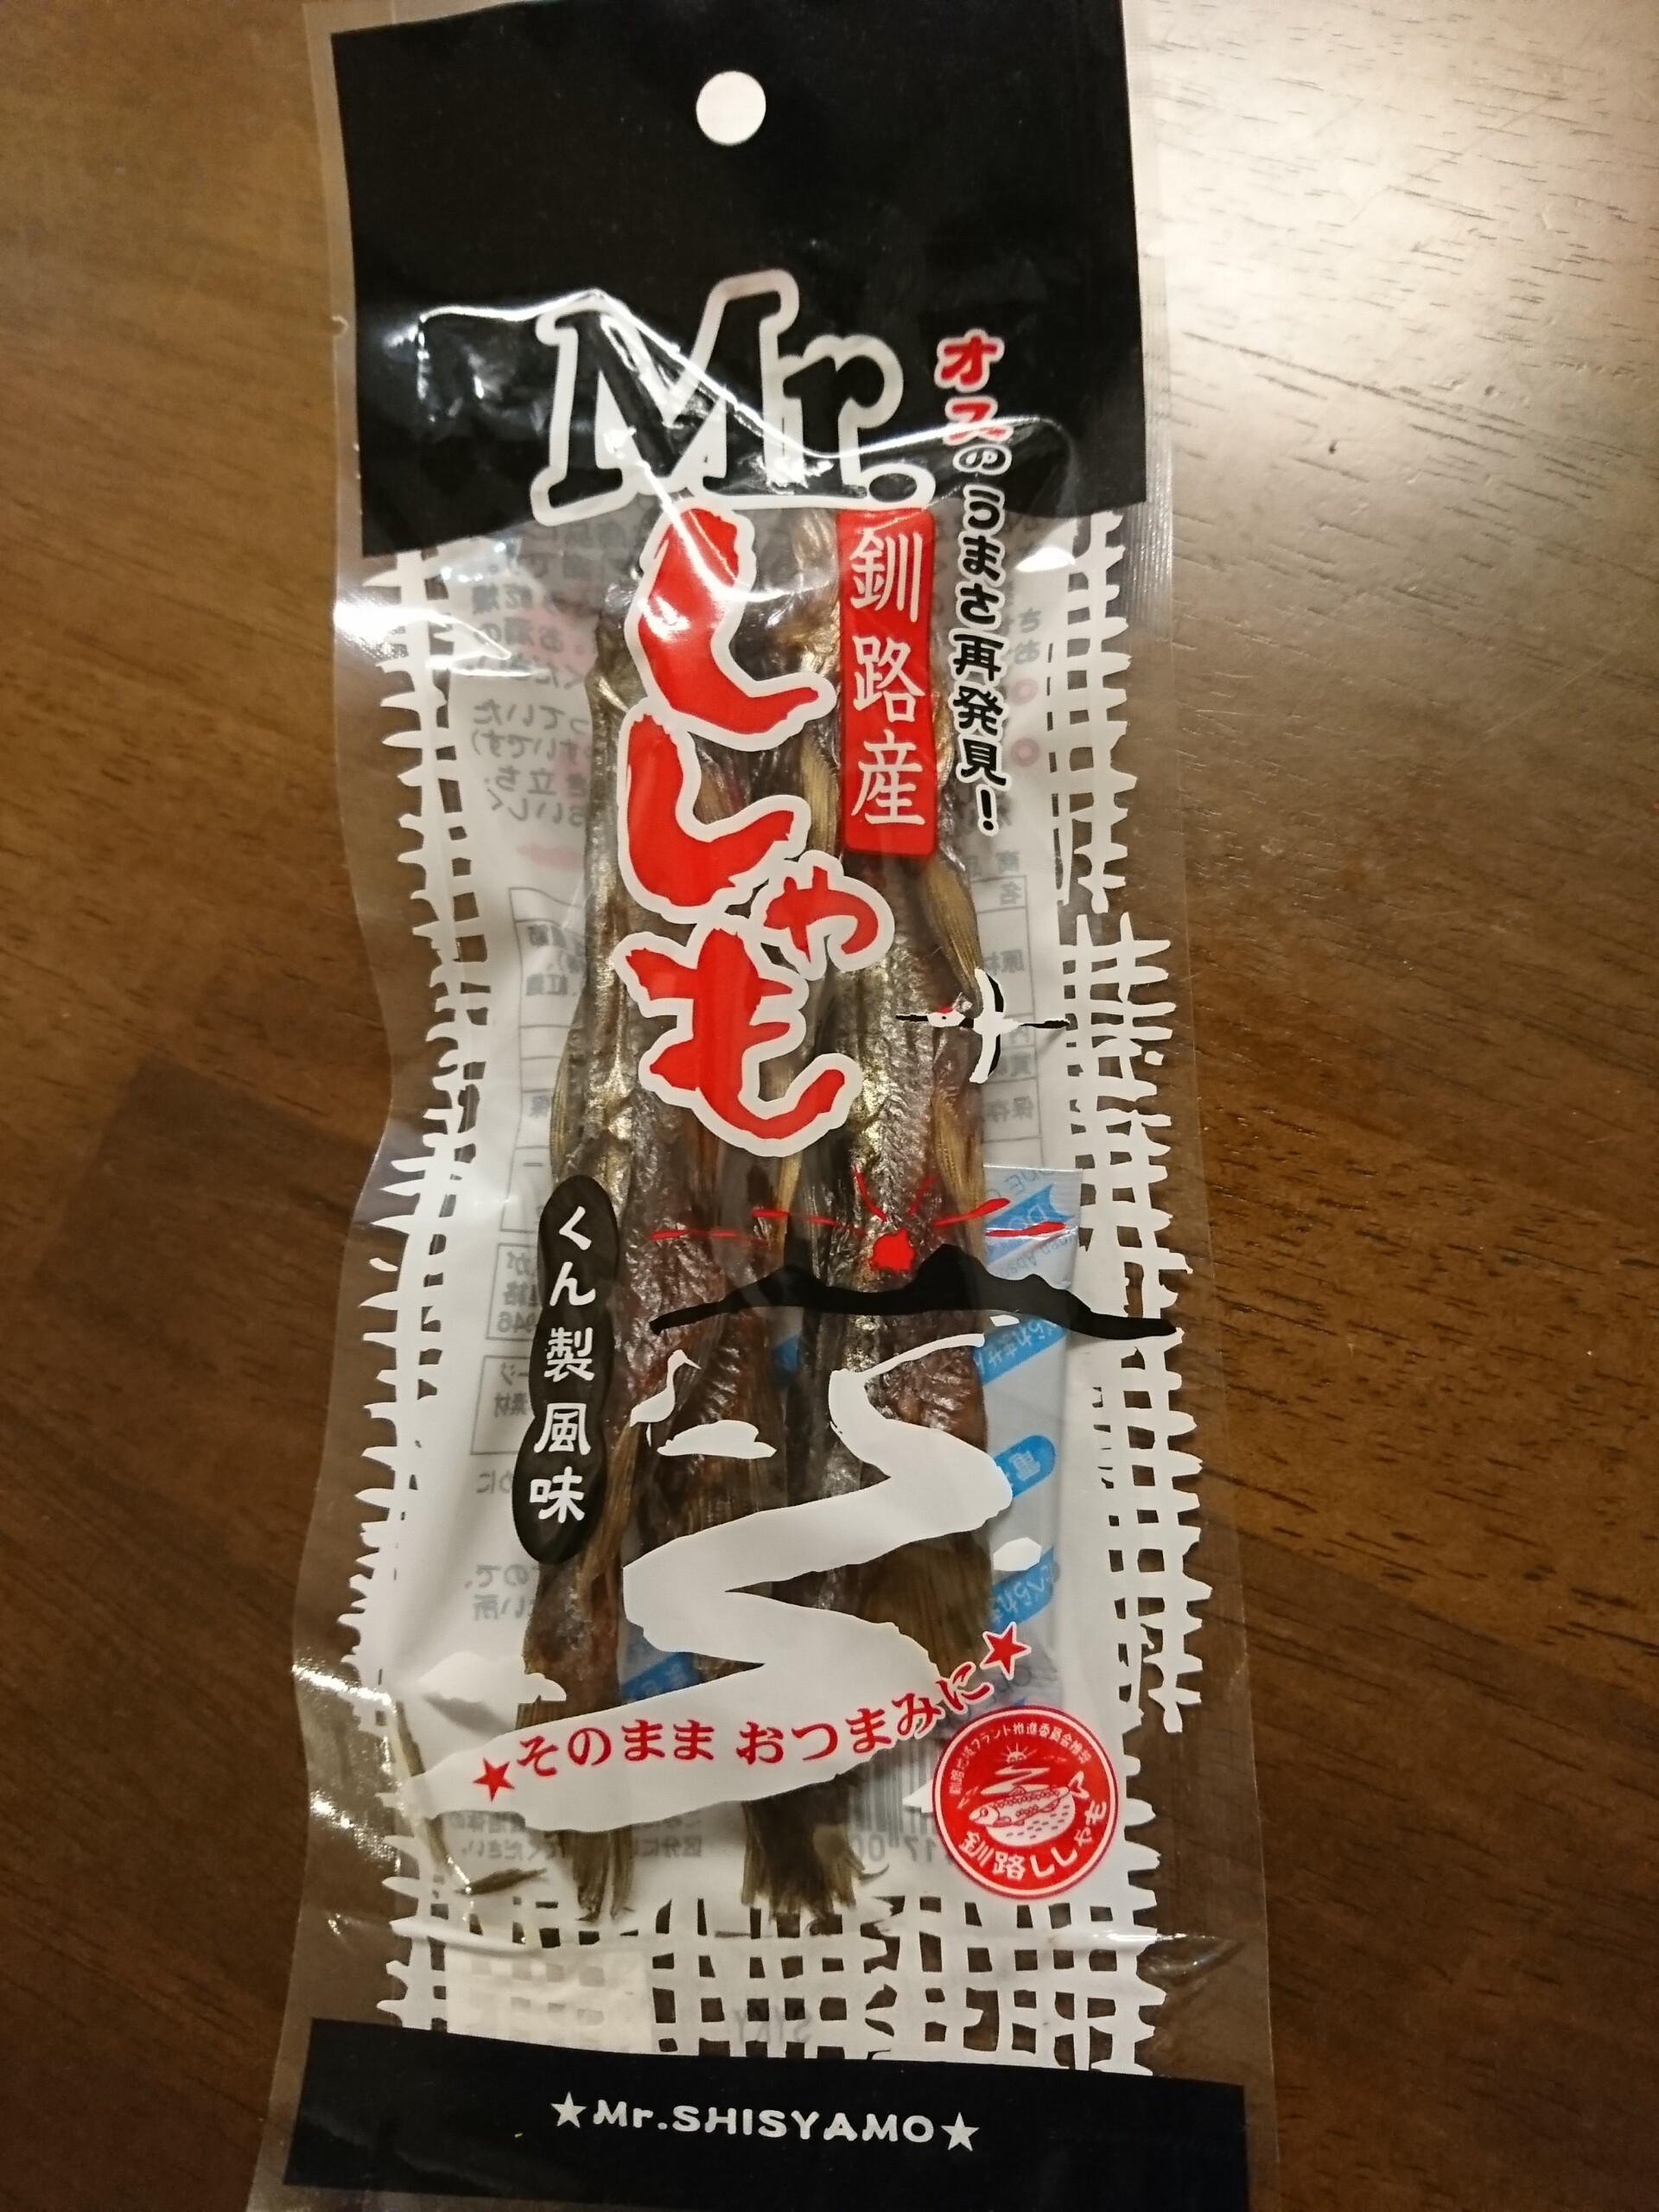 Mr.
ししゃも
オスのうまさ再発見!
釧路産
くん製風味
★そのまま おつまみに★
釧路ししゃも
★Mr.SHISYAMO★